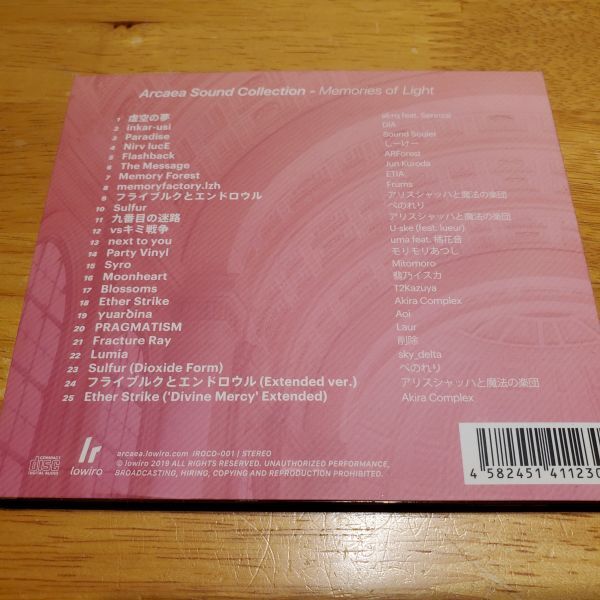 Arcaea Sound Collection - Memories of Light
1 虚空の夢 ak+q feat. Sennzai
2 inkar-usi DIA
3 Paradise Sound Souler
4 Nirv lucE しーけー
5 Flashback ARForest
6 The Message Jun Kuroda
7 Memory Forest ETIA
8 memoryfactory.lzh Frums
9 フライブルクとエンドロウル アリスシャッハと魔法の楽団
10 Sulfur ぺのれり
11 九番目の迷路 アリスシャッハと魔法の楽団
12 vsキミ戦争 U-ske (feat. lueur)
13 next to you uma feat. 橘花音
14 Party Vinyl モリモリあつし
15 Syro Mitomoro
16 Moonheart 翡乃イスカ
17 Blossoms T2Kazuya
18 Ether Strike Akira Complex
19 γuarδina Aoi
20 PRAGMATISM Laur
21 Fracture Ray 削除
22 Lumia sky_delta
23 Sulfur (Dioxide Form) ぺのれり
24 フライブルクとエンドロウル (Extended ver.) アリスシャッハと魔法の楽団
25 Ether Strike ('Divine Mercy' Extended) Akira Complex
COMPACT disc DIGITAL AUDIO
lr lowiro
arcaea.lowiro.com | IROCD-001 | STEREO
© lowiro 2019 ALL RIGHTS RESERVED. UNAUTHORIZED PERFORMANCE,
BROADCASTING, HIRING, COPYING AND REPRODUCTION PROHIBITED.
4 582451 411230